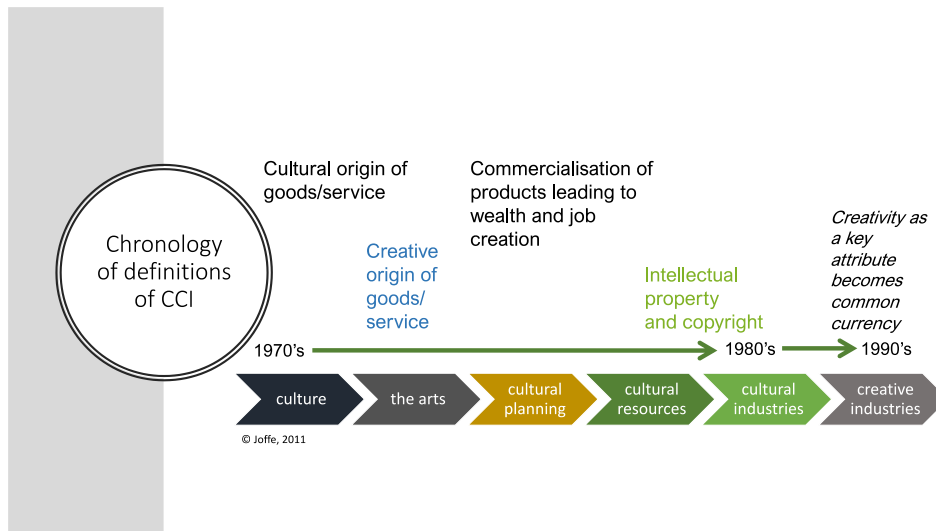 Chronology
of definitions
of CCI
Cultural origin of
goods/service
Creative
origin of
goods/
service
Commercialisation of
products leading to
wealth and job
creation
Intellectual
property
and copyright
Creativity as
a key
attribute
becomes
common
currency
1970's
1980's
1990's
culture
the arts
cultural
planning
cultural
resources
cultural
industries
creative
industries
© Joffe, 2011